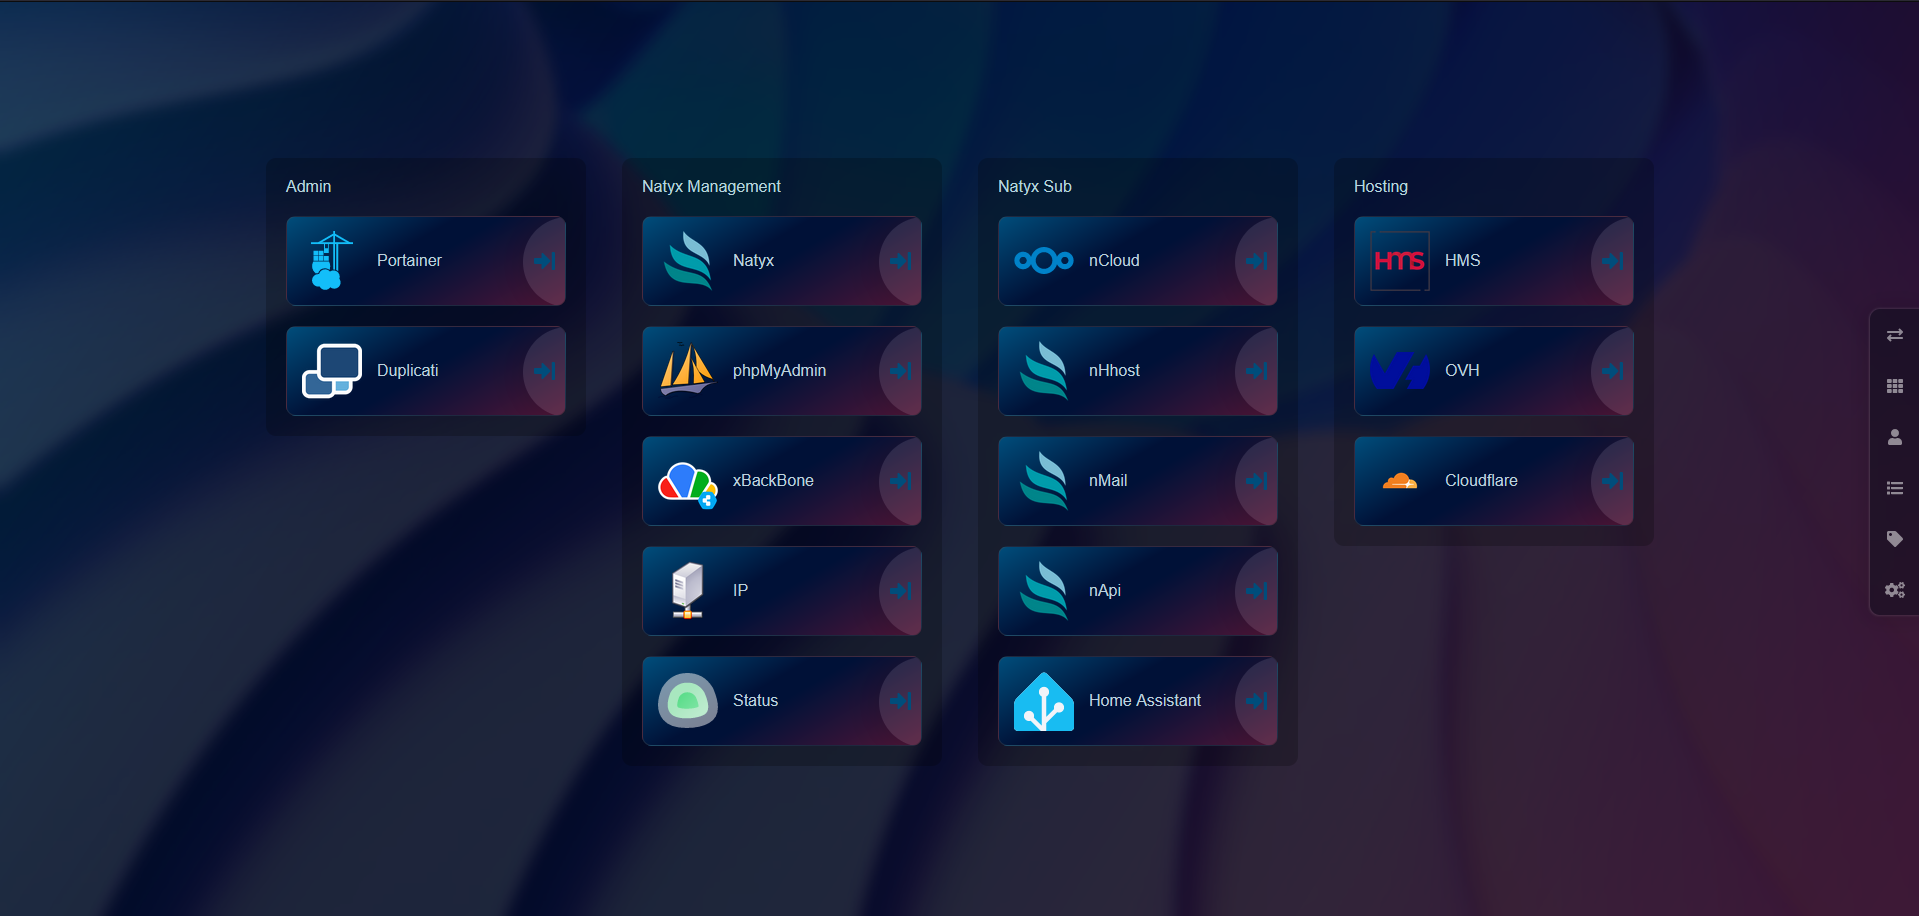 Admin
Portainer
Duplicati
Natyx Management
Natyx
phpMyAdmin
xBackBone
IP
Status
Natyx Sub
nCloud
nHhost
nMail
nApi
Home Assistant
Hosting
HMS
HMS
OVH
Cloudflare